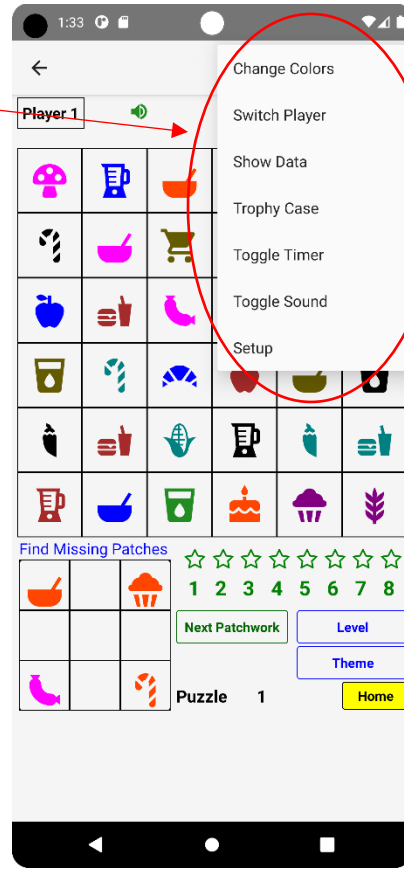 1:33
Change Colors
Player 1
Switch Player
Show Data
Trophy Case
Toggle Timer
Toggle Sound
Setup
Find Missing Patches
1 2 3 4 5 6 7 8
Next Patchwork
Level
Theme
Puzzle 1
Home